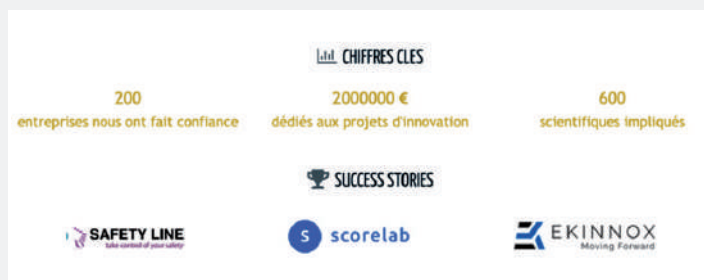 CHIFFRES CLES
200
entreprises nous ont fait confiance
2000000 €
dédiés aux projets d'innovation
600
scientifiques impliqués
SUCCESS STORIES
SAFETY LINE
take control of your safety
S scorelab
EKINNOX
Moving Forward